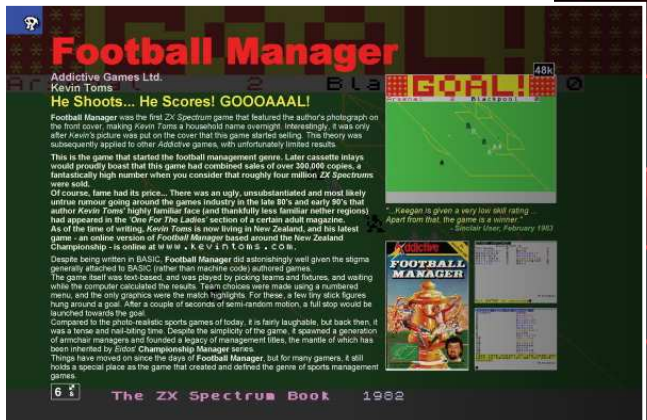 Football Manager
48k
Addictive Games Ltd.
Kevin Toms
He Shoots... He Scores! GOOOAAAL!
Football Manager was the first ZX Spectrum game that featured the author's photograph on
the front cover, making Kevin Toms a household name overnight. Interestingly, it was only
after Kevin's picture was put on the cover that this game started selling. This theory was
subsequently applied to other Addictive games, with unfortunately limited results.
This is the game that started the football management genre. Later cassette inlays
would proudly boast that this game had combined sales of over 300,000 copies, a
fantastically high number when you consider that roughly four million ZX Spectrums
were sold.
Of course, fame had its price... There was an ugly, unsubstantiated and most likely
untrue rumour going around the games industry in the late 80's and early 90's that
author Kevin Toms' highly familiar face (and thankfully less familiar nether regions)
had appeared in the 'One For The Ladies' section of a certain adult magazine.
As of the time of writing, Kevin Toms is now living in New Zealand, and his latest
game - an online version of Football Manager based around the New Zealand
Championship - is online at www.kevintoms.com.
Despite being written in BASIC, Football Manager did astonishingly well given the stigma
generally attached to BASIC (rather than machine code) authored games.
The game itself was text-based, and was played by picking teams and fixtures, and waiting
while the computer calculated the results. Team choices were made using a numbered
menu, and the only graphics were the match highlights. For these, a few tiny stick figures
hung around a goal. After a couple of seconds of semi-random motion, a full stop would be
launched towards the goal.
Compared to the photo-realistic sports games of today, it is fairly laughable, but back then, it
was a tense and nail-biting time. Despite the simplicity of the game, it spawned a generation
of armchair managers and founded a legacy of management titles, the mantle of which has
been inherited by Eidos' Championship Manager series.
Things have moved on since the days of Football Manager, but for many gamers, it still
holds a special place as the game that created and defined the genre of sports management
games.
GOAL!
Arsenal 2 Blackpool 0
"...Keegan is given a very low skill rating ...
Apart from that, the game is a winner."
- Sinclair User, February 1983
Addictive
FOOTBALL
MANAGER
6
The ZX Spectrum Book 1982